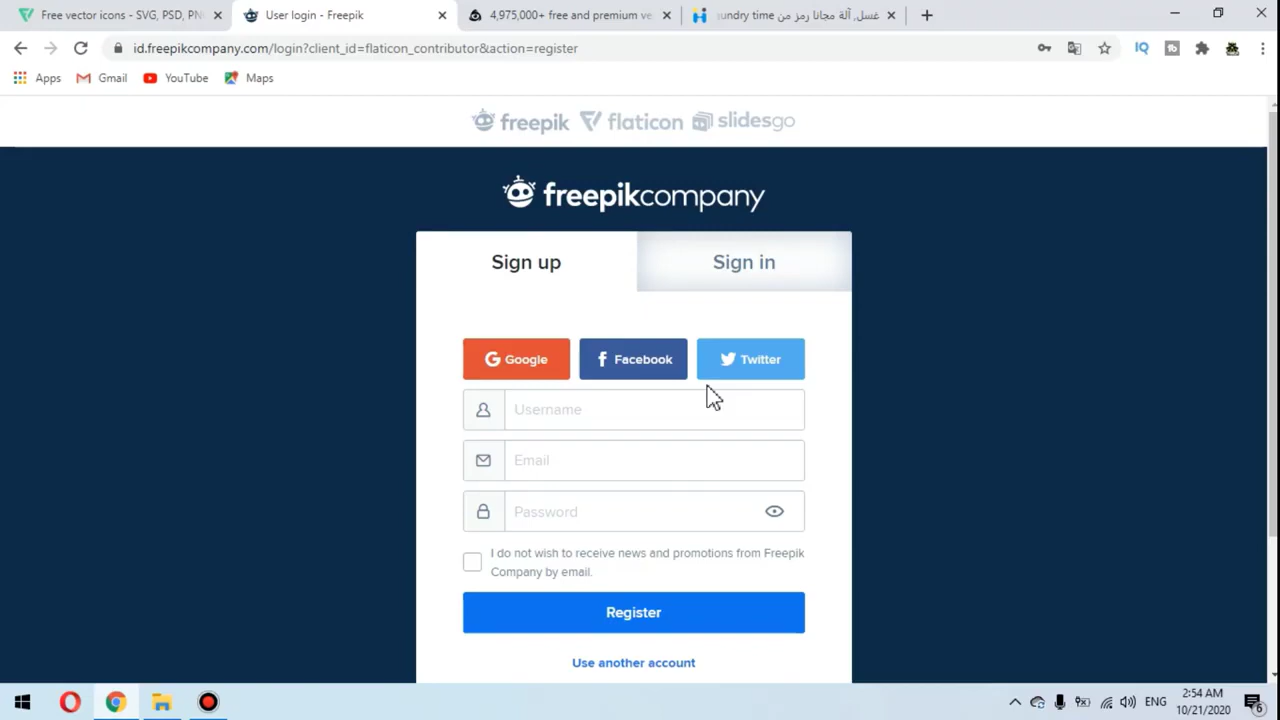 Free vector icons - SVG, PSD, PN
User login - Freepik
4,975,000+ free and premium ve
غسل, آلة مجانا رمز من laundry time
id.freepikcompany.com/login?client_id=flaticon_contributor&action=register
Apps
Gmail
YouTube
Maps
freepik flaticon slidesgo
freepikcompany
Sign up
Sign in
Google
Facebook
Twitter
Username
Email
Password
I do not wish to receive news and promotions from Freepik
Company by email.
Register
Use another account
ENG
2:54 AM
10/21/2020
6